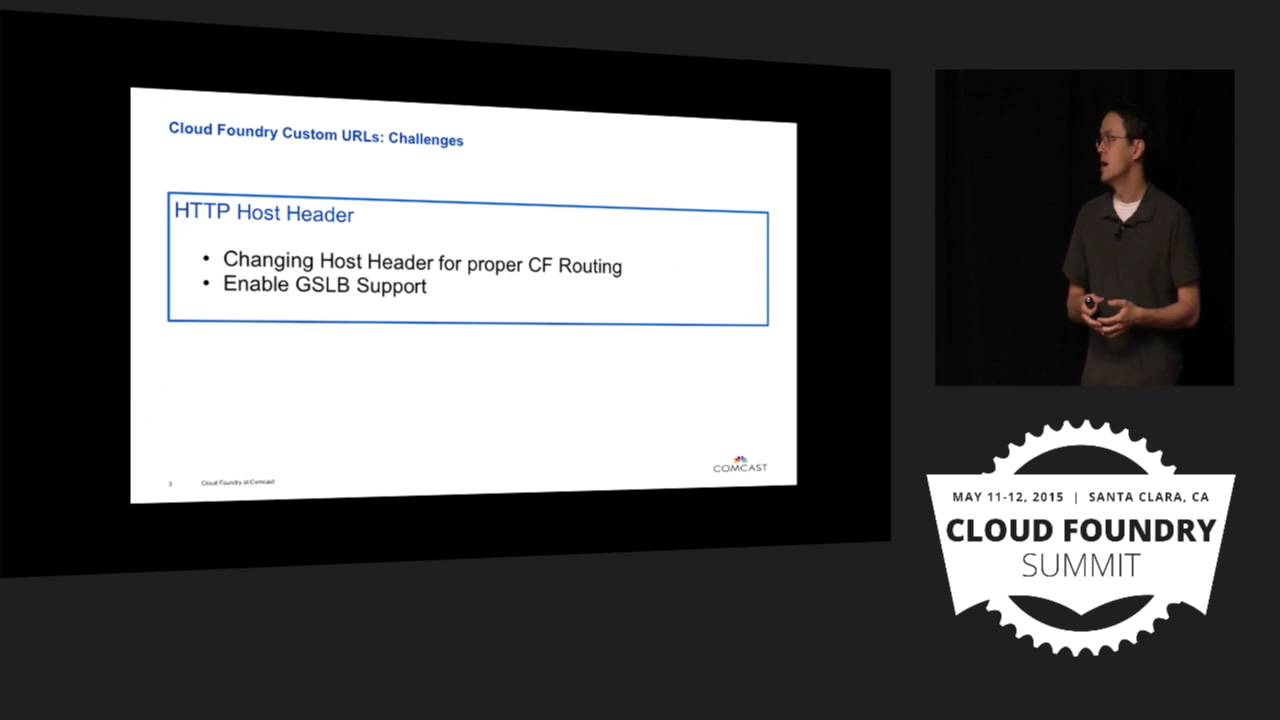 Cloud Foundry Custom URLs: Challenges
HTTP Host Header
• Changing Host Header for proper CF Routing
• Enable GSLB Support
3 Cloud Foundry at Comcast
COMCAST
MAY 11-12, 2015 | SANTA CLARA, CA
CLOUD FOUNDRY
SUMMIT